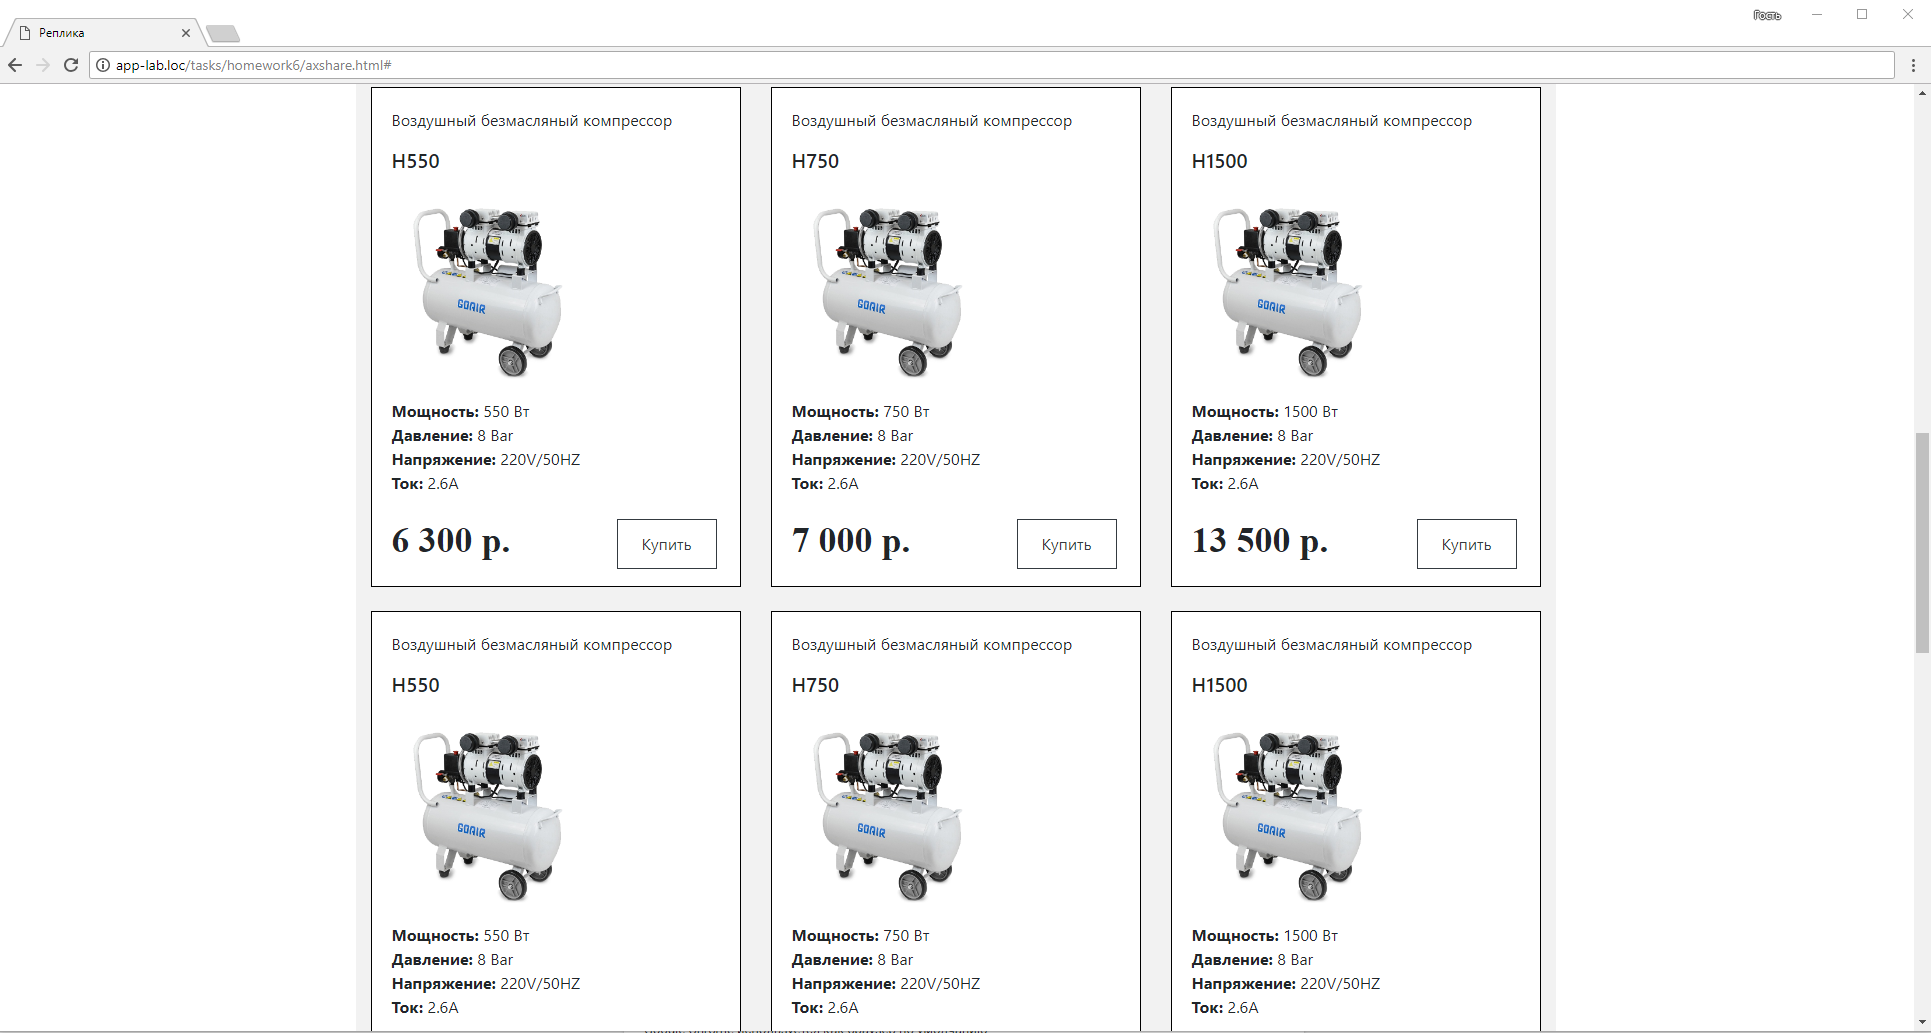 Гость
Реплика
app-lab.loc/tasks/homework6/axshare.html#
Воздушный безмасляный компрессор
H550
GOAIR
Мощность: 550 Вт
Давление: 8 Bar
Напряжение: 220V/50HZ
Ток: 2.6A
6 300 р.
Купить
Воздушный безмасляный компрессор
H750
GOAIR
Мощность: 750 Вт
Давление: 8 Bar
Напряжение: 220V/50HZ
Ток: 2.6A
7 000 р.
Купить
Воздушный безмасляный компрессор
H1500
GOAIR
Мощность: 1500 Вт
Давление: 8 Bar
Напряжение: 220V/50HZ
Ток: 2.6A
13 500 р.
Купить
Воздушный безмасляный компрессор
H550
GOAIR
Мощность: 550 Вт
Давление: 8 Bar
Напряжение: 220V/50HZ
Ток: 2.6A
Воздушный безмасляный компрессор
H750
GOAIR
Мощность: 750 Вт
Давление: 8 Bar
Напряжение: 220V/50HZ
Ток: 2.6A
Воздушный безмасляный компрессор
H1500
GOAIR
Мощность: 1500 Вт
Давление: 8 Bar
Напряжение: 220V/50HZ
Ток: 2.6A